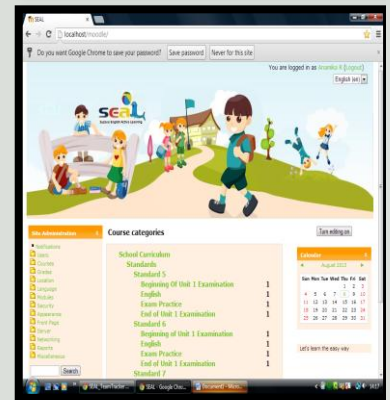 SEAL
localhost/moodle/
Do you want Google Chrome to save your password? Save password Never for this site
You are logged in as Anamika K (Logout)
English (en)
SEAL
Site Administration
Course categories
Turn editing on
Notifications
Users
Courses
Grades
Location
Language
Modules
Security
Appearance
Front Page
Server
Networking
Reports
Miscellaneous
Search
School Curriculum
Standards
Standard 5
Beginning Of Unit 1 Examination 1
English 1
Exam Practice 1
End of Unit 1 Examination 1
Standard 6
Beginning of Unit 1 Examination 1
English 1
Exam Practice 1
End of Unit 1 Examination 1
Standard 7
Calendar
August 2013
Sun Mon Tue Wed Thu Fri Sat
1 2 3
4 5 6 7 8 9 10
11 12 13 14 15 16 17
18 19 20 21 22 23 24
25 26 27 28 29 30 31
Let's learn the easy way
SEAL_TeamTracker...
SEAL - Google Chro...
Document1 - Micro...